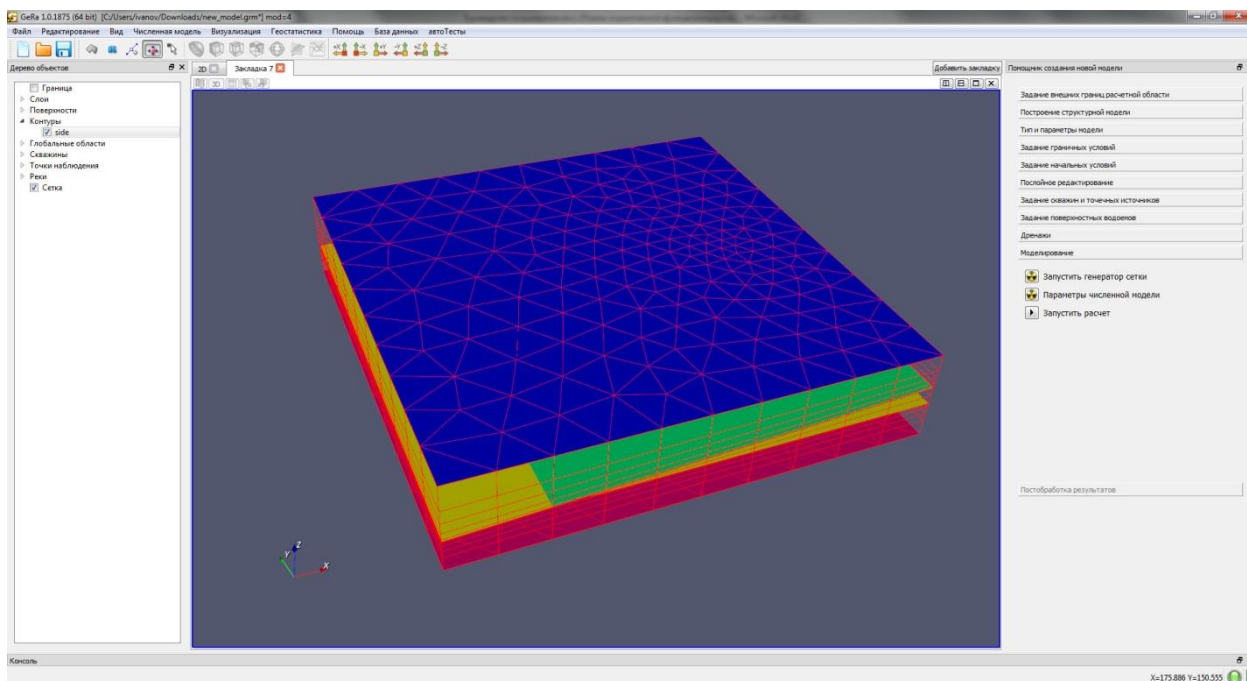 GeRa 1.0.1875 (64 bit) [C:/Users/ivanov/Downloads/new_model.grm*] mod=4
Файл Редактирование Вид Численная модель Визуализация Геостатистика Помощь База данных автоТесты
Дерево объектов
2D
Закладка 7
Добавить закладку
Помощник создания новой модели
3D
Граница
Слои
Поверхности
Контуры
side
Глобальные области
Скважины
Точки наблюдения
Реки
Сетка
Z
Y
X
Задание внешних границ расчетной области
Построение структурной модели
Тип и параметры модели
Задание граничных условий
Задание начальных условий
Послойное редактирование
Задание скважин и точечных источников
Задание поверхностных водоемов
Дренажи
Моделирование
Запустить генератор сетки
Параметры численной модели
Запустить расчет
Постобработка результатов
Консоль
X=175.886 Y=150.555